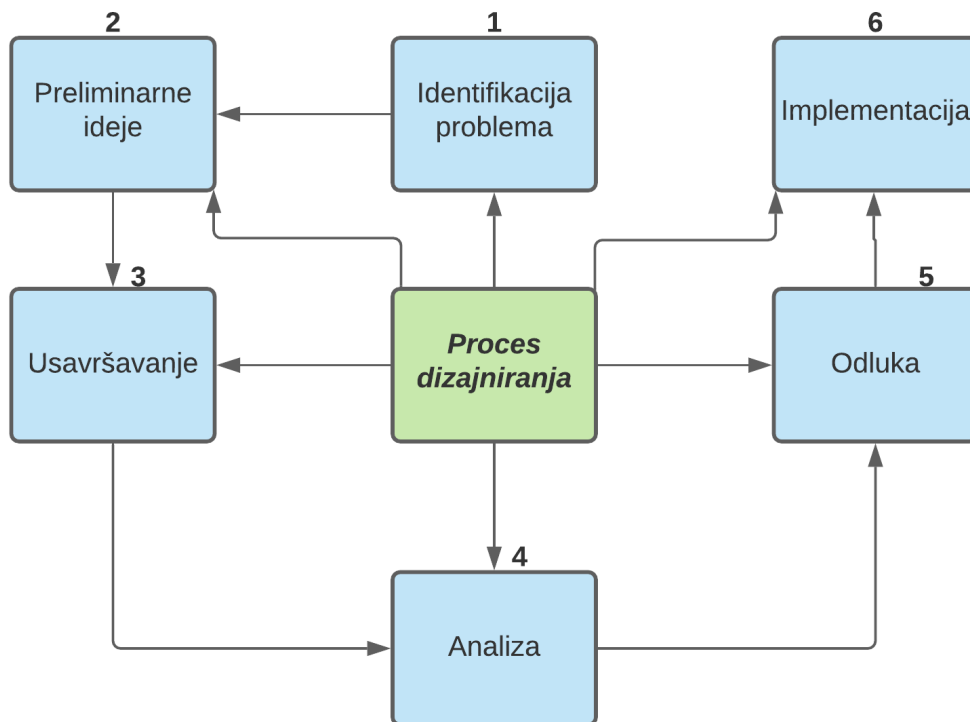 2
Preliminarne
ideje
1
Identifikacija
problema
6
Implementacija
3
Usavršavanje
Proces
dizajniranja
5
Odluka
4
Analiza